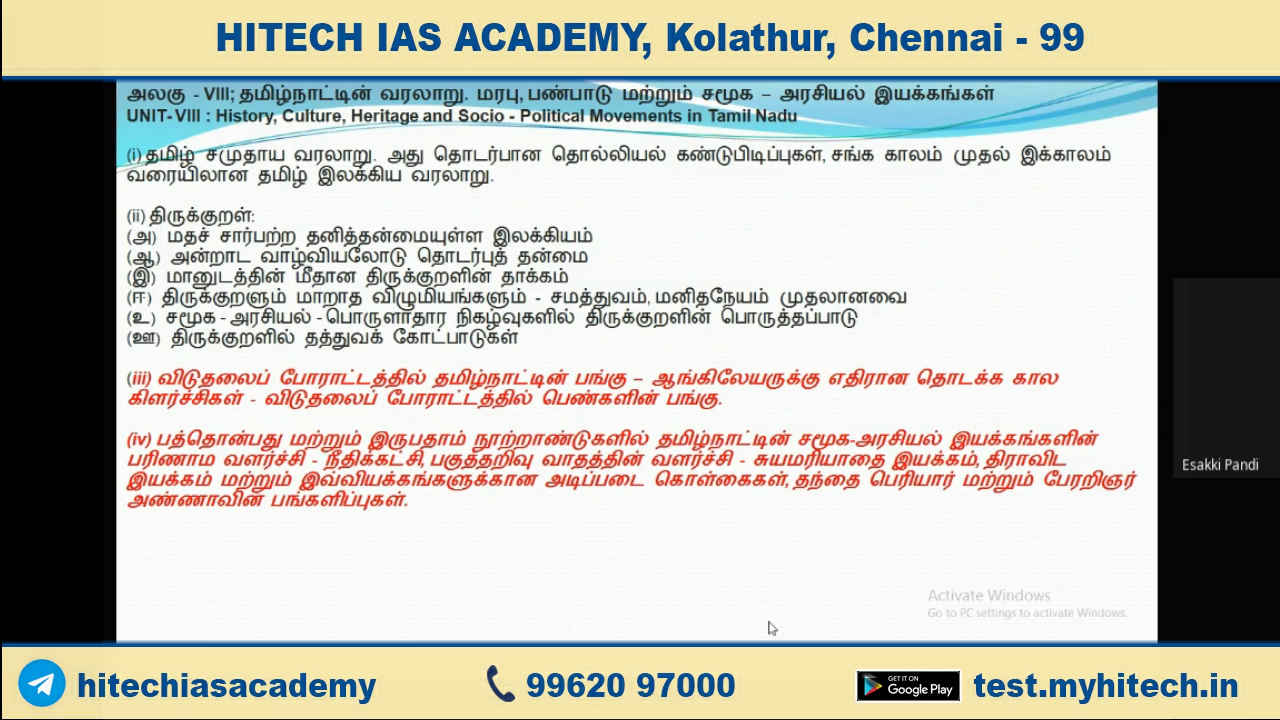 HITECH IAS ACADEMY, Kolathur, Chennai - 99
அலகு - VIII; தமிழ்நாட்டின் வரலாறு. மரபு, பண்பாடு மற்றும் சமூக – அரசியல் இயக்கங்கள்
UNIT- VIII : History, Culture, Heritage and Socio - Political Movements in Tamil Nadu
(i) தமிழ் சமுதாய வரலாறு. அது தொடர்பான தொல்லியல் கண்டுபிடிப்புகள், சங்க காலம் முதல் இக்காலம்
வரையிலான தமிழ் இலக்கிய வரலாறு.
(ii) திருக்குறள்:
(அ) மதச் சார்பற்ற தனித்தன்மையுள்ள இலக்கியம்
(ஆ) அன்றாட வாழ்வியலோடு தொடர்புத் தன்மை
(இ) மானுடத்தின் மீதான திருக்குறளின் தாக்கம்
(ஈ) திருக்குறளும் மாறாத விழுமியங்களும் - சமத்துவம், மனிதநேயம் முதலானவை
(உ) சமூக - அரசியல் - பொருளாதார நிகழ்வுகளில் திருக்குறளின் பொருத்தப்பாடு
(ஊ) திருக்குறளில் தத்துவக் கோட்பாடுகள்
(iii) விடுதலைப் போராட்டத்தில் தமிழ்நாட்டின் பங்கு – ஆங்கிலேயருக்கு எதிரான தொடக்க கால
கிளர்ச்சிகள் - விடுதலைப் போராட்டத்தில் பெண்களின் பங்கு.
(iv) பத்தொன்பது மற்றும் இருபதாம் நூற்றாண்டுகளில் தமிழ்நாட்டின் சமூக-அரசியல் இயக்கங்களின்
பரிணாம வளர்ச்சி - நீதிக்கட்சி, பகுத்தறிவு வாதத்தின் வளர்ச்சி - சுயமரியாதை இயக்கம், திராவிட
இயக்கம் மற்றும் இவ்வியக்கங்களுக்கான அடிப்படை கொள்கைகள், தந்தை பெரியார் மற்றும் பேரறிஞர்
அண்ணாவின் பங்களிப்புகள்.
Esakki Pandi
Activate Windows
Go to PC settings to activate Windows.
hitechiasacademy
99620 97000
GET IT ON
Google Play
test.myhitech.in